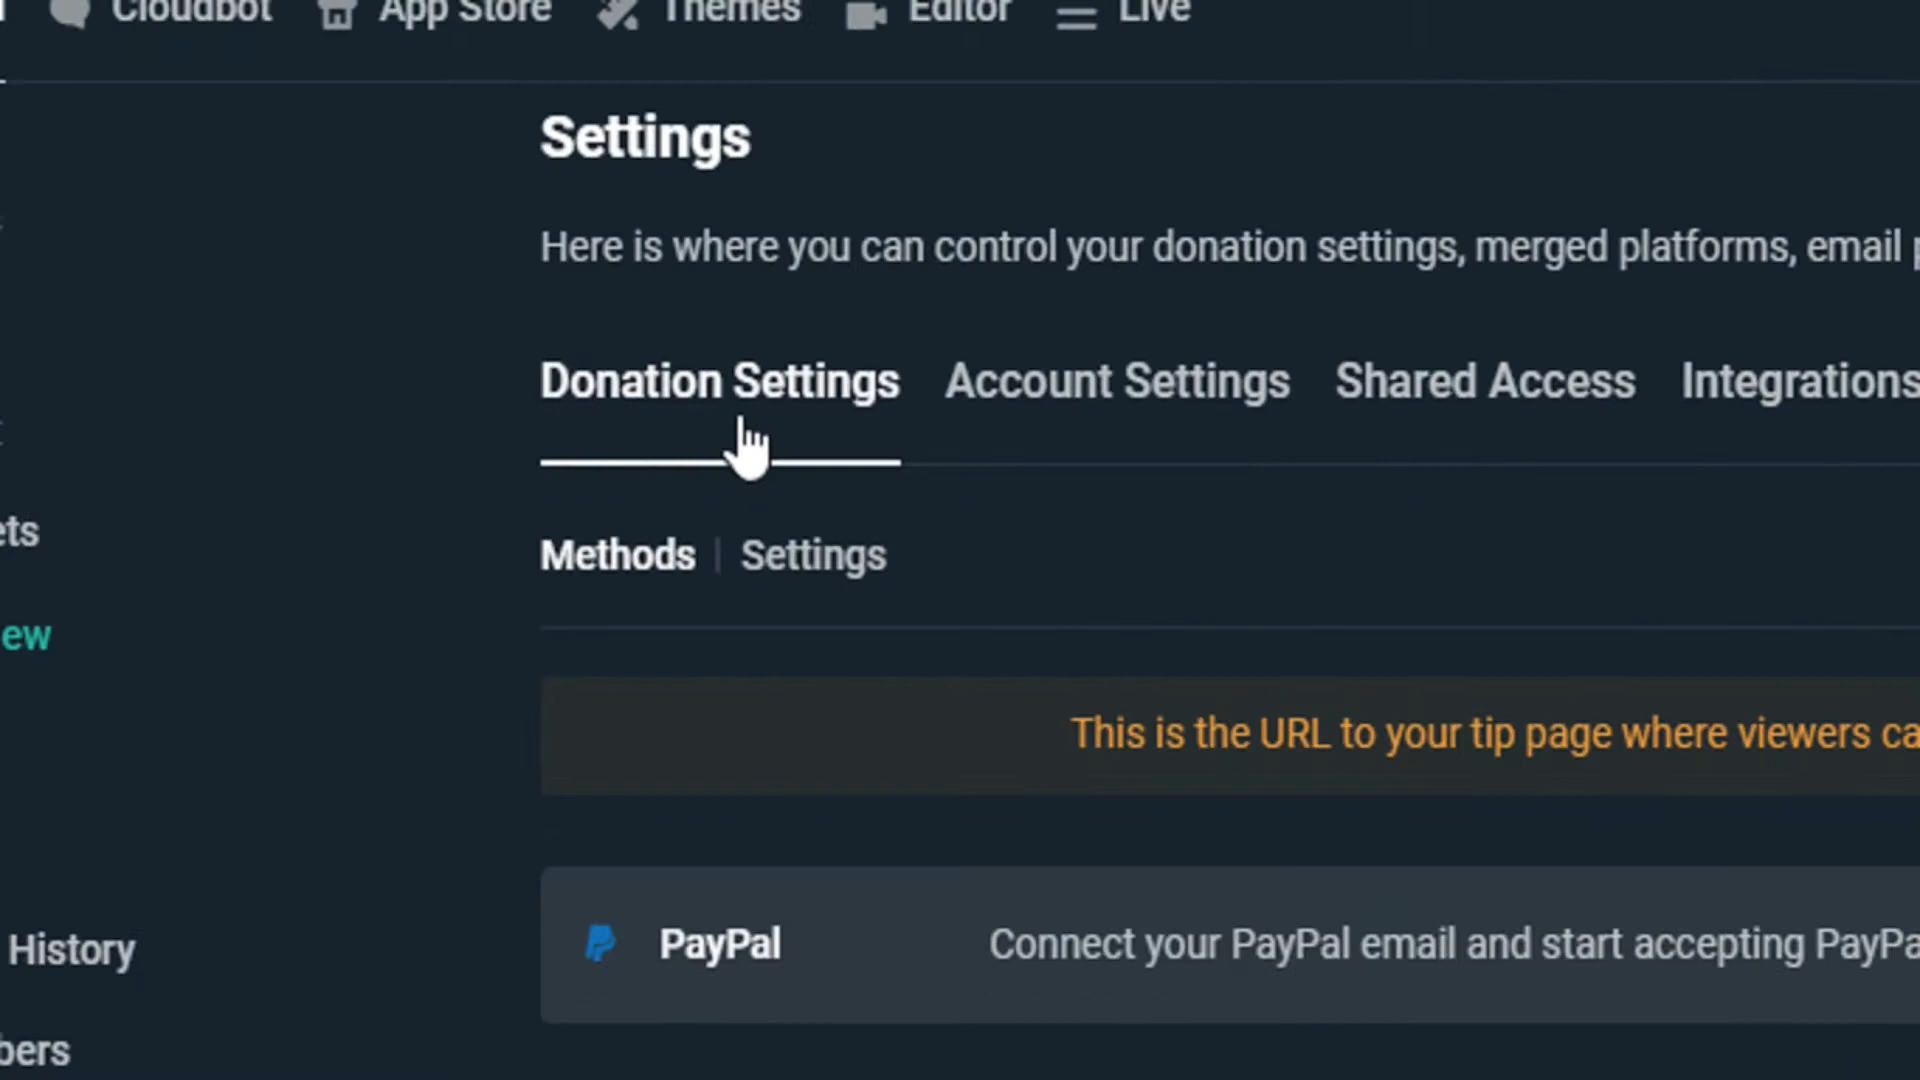 Cloudbot App Store Themes Editor Live
Settings
Here is where you can control your donation settings, merged platforms, email
Donation Settings Account Settings Shared Access Integrations
Methods | Settings
ets
ew
This is the URL to your tip page where viewers ca
PayPal Connect your PayPal email and start accepting PayPa
History
bers